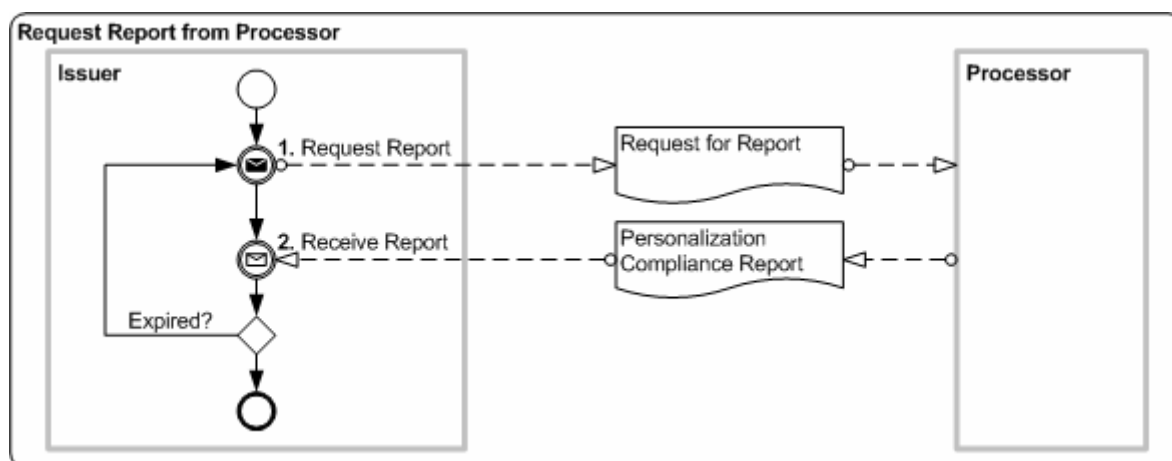 Request Report from Processor
Issuer
Processor
1. Request Report
Request for Report
2. Receive Report
Personalization
Compliance Report
Expired?